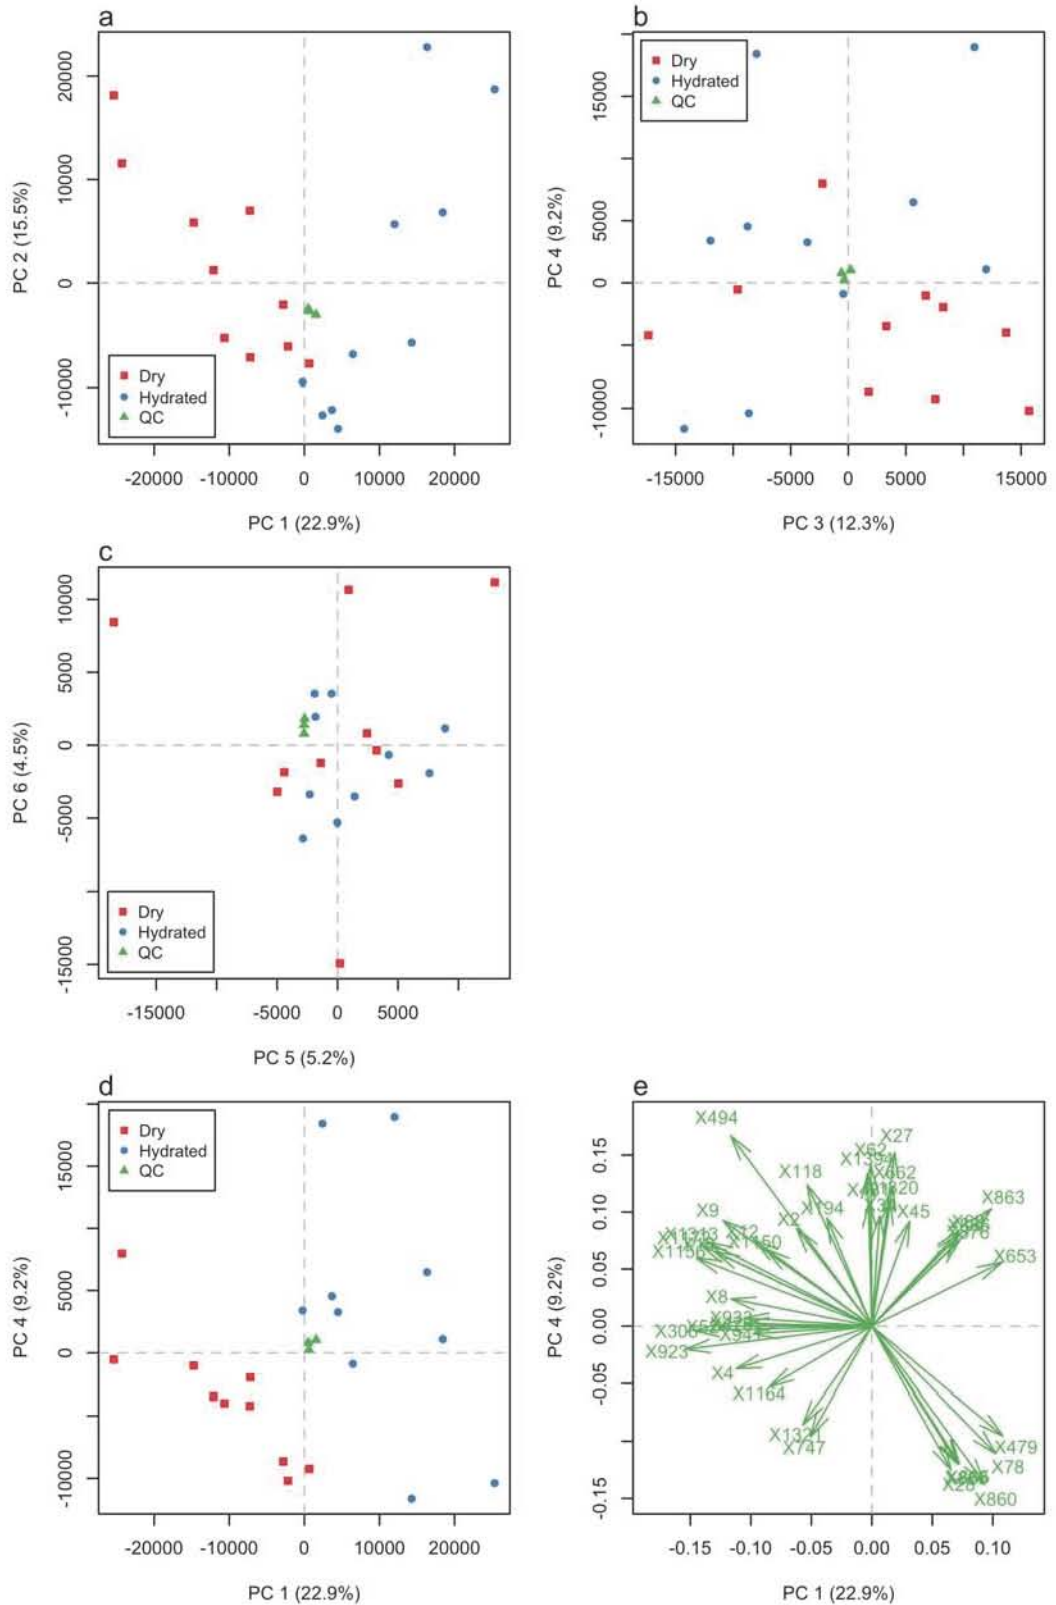 a
20000
10000
0
-10000
PC 2 (15.5%)
Dry
Hydrated
QC
-20000 -10000 0 10000 20000
PC 1 (22.9%)
b
15000
5000
0
-10000
PC 4 (9.2%)
Dry
Hydrated
QC
-15000 -5000 0 5000 15000
PC 3 (12.3%)
c
10000
5000
0
-5000
-15000
PC 6 (4.5%)
Dry
Hydrated
QC
-15000 -5000 0 5000
PC 5 (5.2%)
d
15000
5000
0
-10000
PC 4 (9.2%)
Dry
Hydrated
QC
-20000 -10000 0 10000 20000
PC 1 (22.9%)
e
0.15
0.10
0.05
0.00
-0.05
-0.15
PC 4 (9.2%)
X494
X27
X62
X1394
X118
X863
X9
X2
X45
X653
X8
X923
X4
X1164
X1321
X747
X479
X78
X28
X860
-0.15 -0.10 -0.05 0.00 0.05 0.10
PC 1 (22.9%)